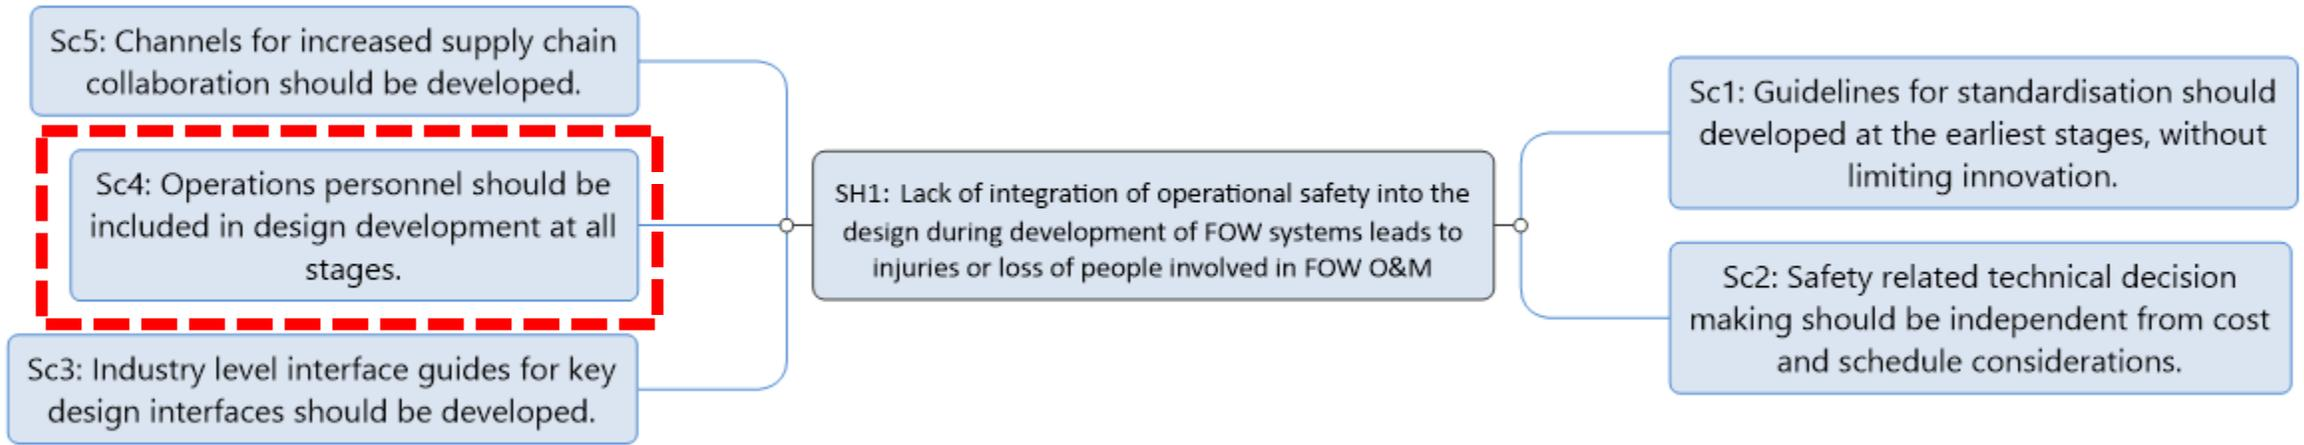 Sc5: Channels for increased supply chain
collaboration should be developed.
Sc4: Operations personnel should be
included in design development at all
stages.
Sc3: Industry level interface guides for key
design interfaces should be developed.
SH1: Lack of integration of operational safety into the
design during development of FOW systems leads to
injuries or loss of people involved in FOW O&M
Sc1: Guidelines for standardisation should
developed at the earliest stages, without
limiting innovation.
Sc2: Safety related technical decision
making should be independent from cost
and schedule considerations.